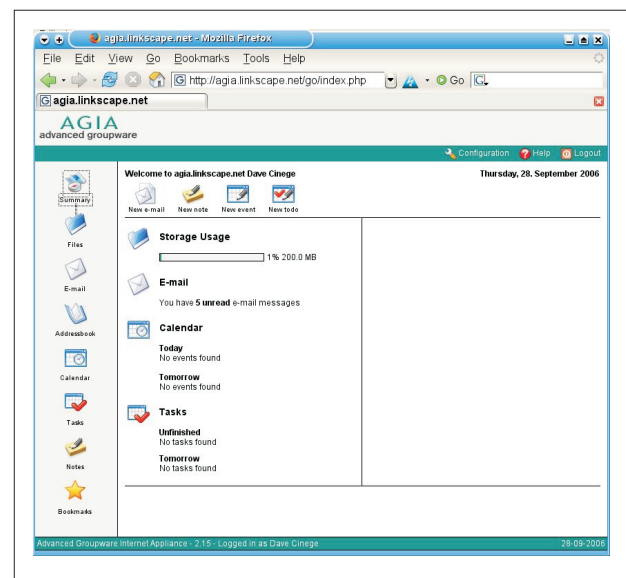 agia.linkscape.net - Mozilla Firefox
File Edit View Go Bookmarks Tools Help
http://agia.linkscape.net/go/index.php Go
agia.linkscape.net
AGIA
advanced groupware
Configuration Help Logout
Summary
Files
E-mail
Addressbook
Calendar
Tasks
Notes
Bookmarks
Welcome to agia.linkscape.net Dave Cinege
Thursday, 28. September 2006
New e-mail New note New event New todo
Storage Usage
1% 200.0 MB
E-mail
You have 5 unread e-mail messages
Calendar
Today
No events found
Tomorrow
No events found
Tasks
Unfinished
No tasks found
Tomorrow
No tasks found
Advanced Groupware Internet Appliance - 2.15 - Logged in as Dave Cinege
28-09-2006